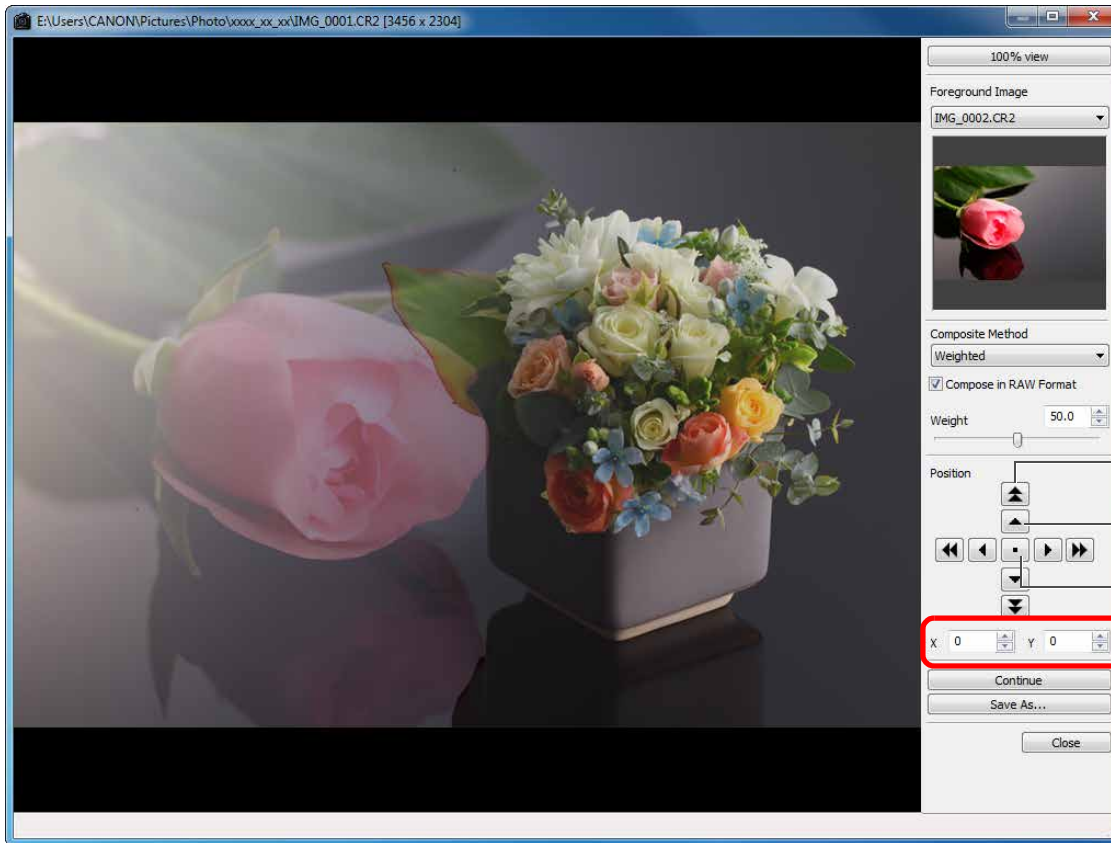 E:\Users\CANON\Pictures\Photo\xxxx_xx_xx\IMG_0001.CR2 [3456 x 2304]
100% view
Foreground Image
IMG_0002.CR2
Composite Method
Weighted
Compose in RAW Format
Weight 50.0
Position
X 0 Y 0
Continue
Save As...
Close